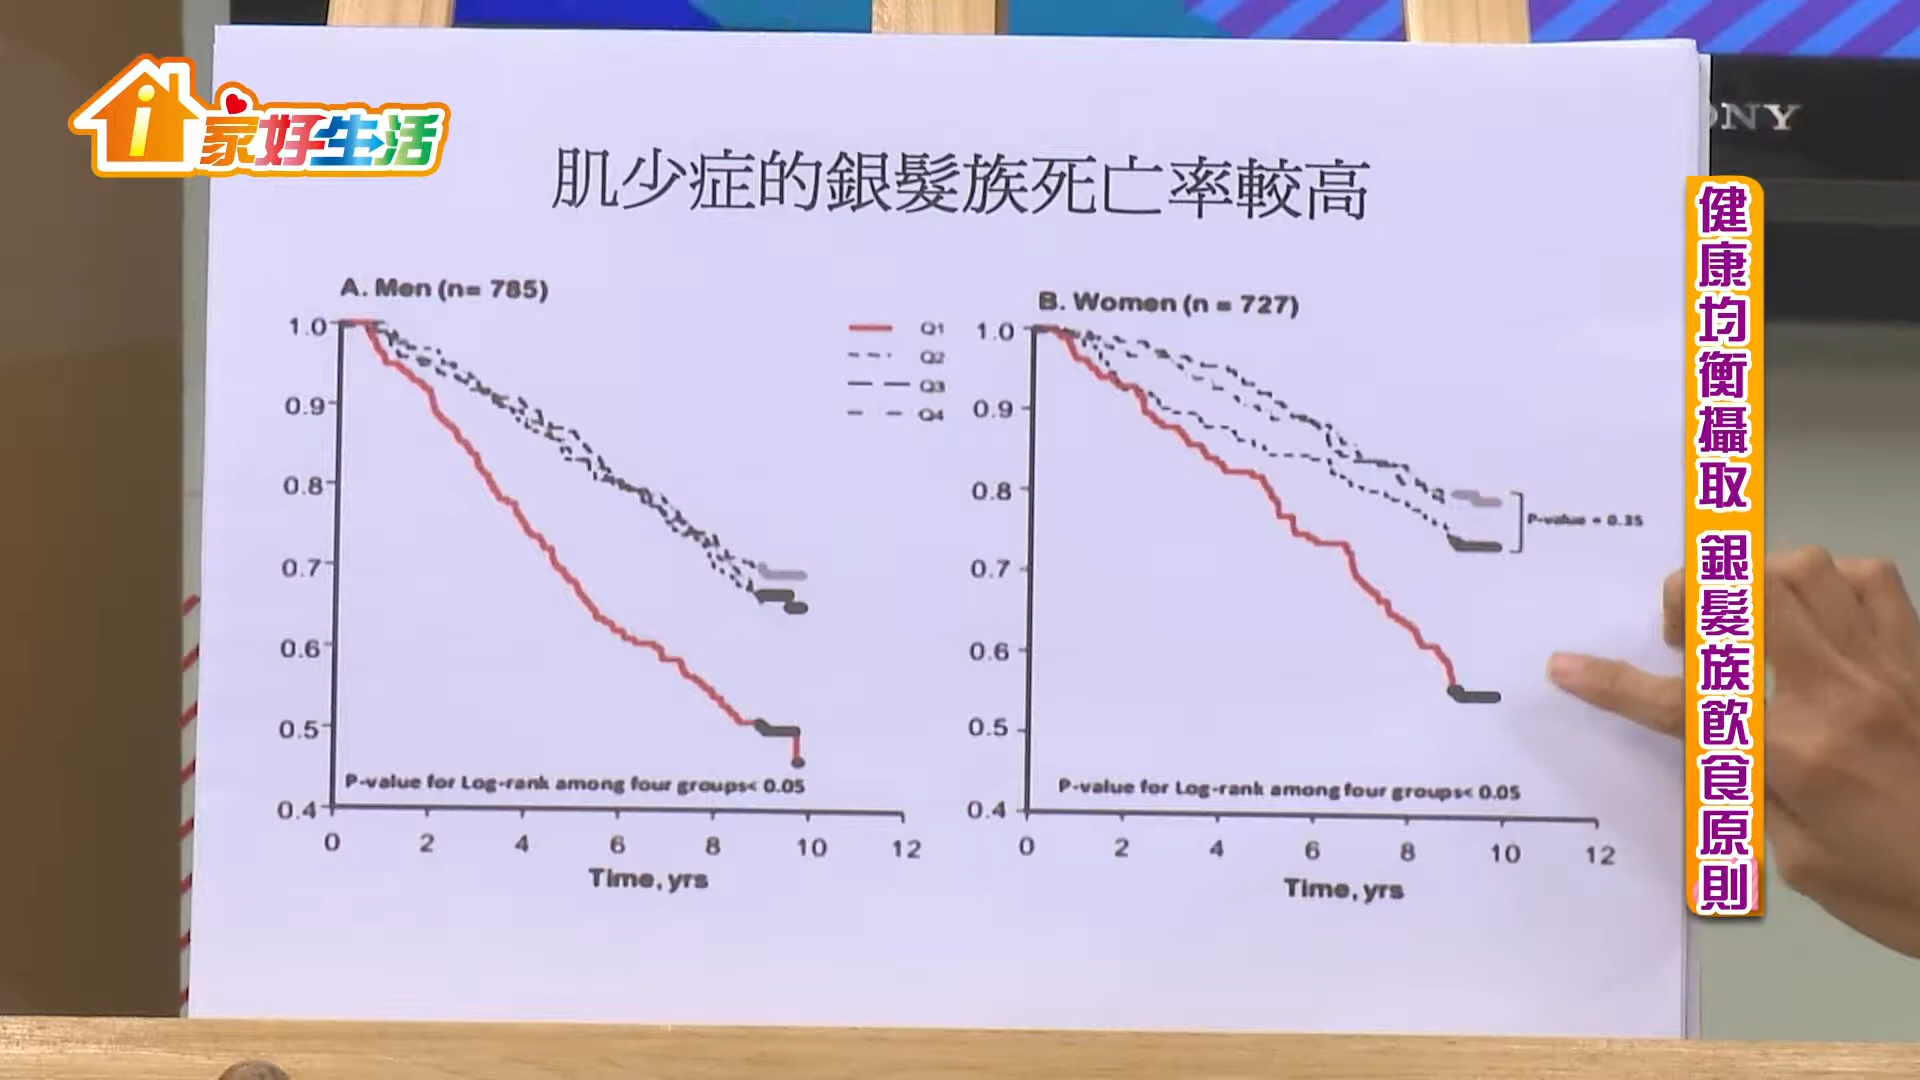 i家好生活
ONY
肌少症的銀髮族死亡率較高
健康均衡攝取 銀髮族飲食原則
A. Men (n= 785)
1.0
0.9
0.8
0.7
0.6
0.5
0.4
0 2 4 6 8 10 12
Time, yrs
P-value for Log-rank among four groups< 0.05
Q1
Q2
Q3
Q4
B. Women (n = 727)
1.0
0.9
0.8
0.7
0.6
0.5
0.4
0 2 4 6 8 10 12
Time, yrs
P-value = 0.35
P-value for Log-rank among four groups< 0.05